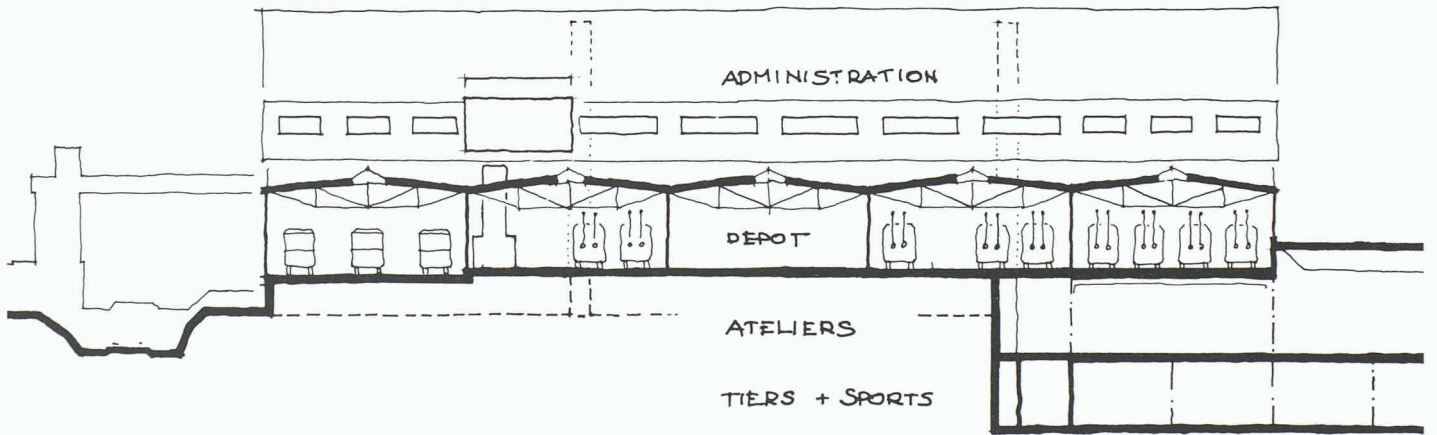 ADMINISTRATION
DEPOT
ATELIERS
TIERS + SPORTS